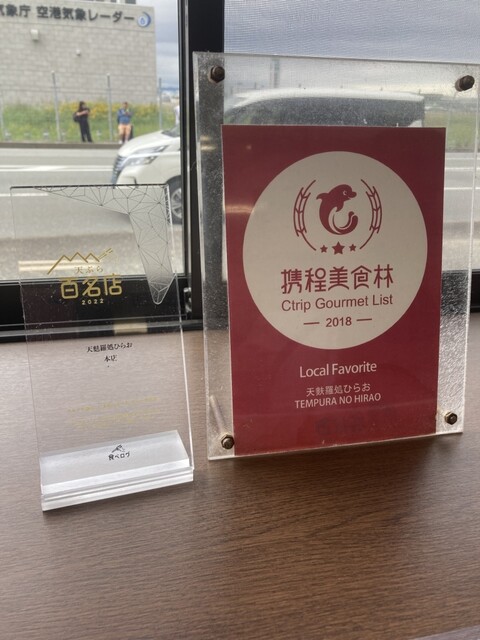 気象庁 空港気象レーダー
天ぷら
百名店
2022
天麩羅処ひらお
本店
食べログ
携程美食林
Ctrip Gourmet List
2018
Local Favorite
天麸羅処ひらお
TEMPURA NO HIRAO